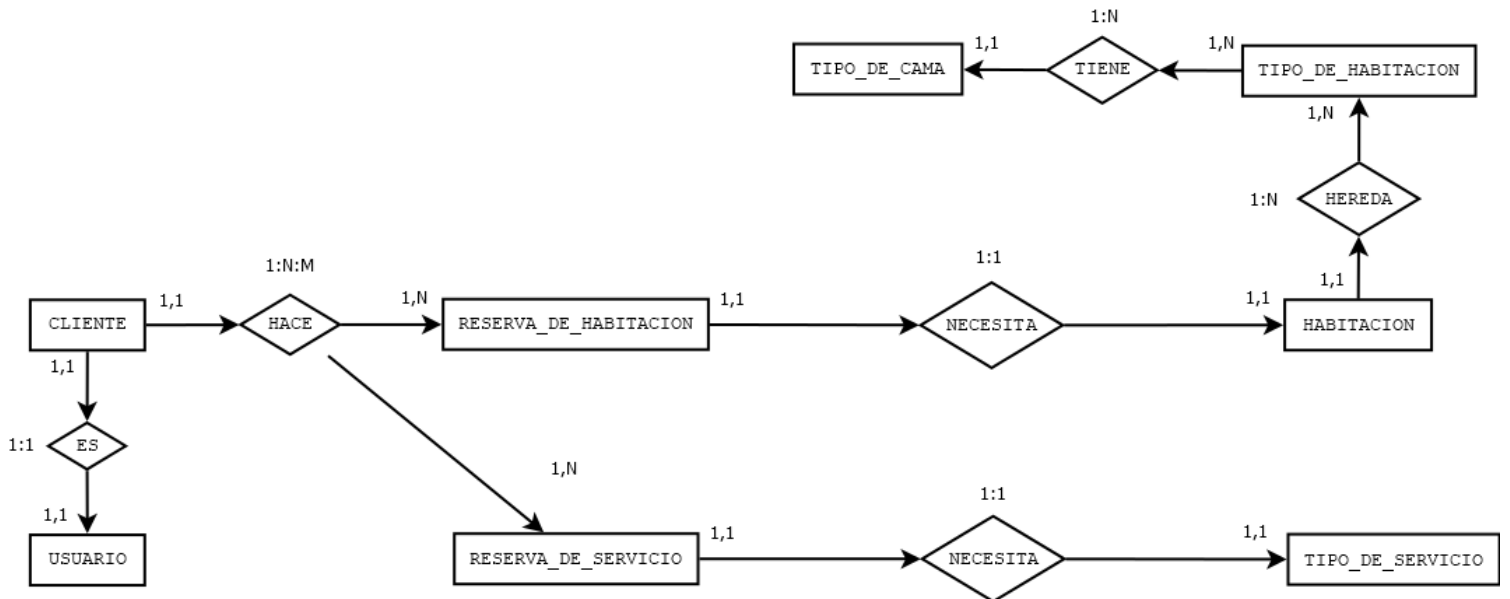 1:N
1,1
1,N
TIPO_DE_CAMA
TIENE
TIPO_DE_HABITACION
1,N
1:N
HEREDA
1:N:M
1:1
1,1
1,1
1,N
1,1
1,1
CLIENTE
HACE
RESERVA_DE_HABITACION
NECESITA
HABITACION
1,1
1:1
ES
1,N
1:1
1,1
1,1
1,1
USUARIO
RESERVA_DE_SERVICIO
NECESITA
TIPO_DE_SERVICIO